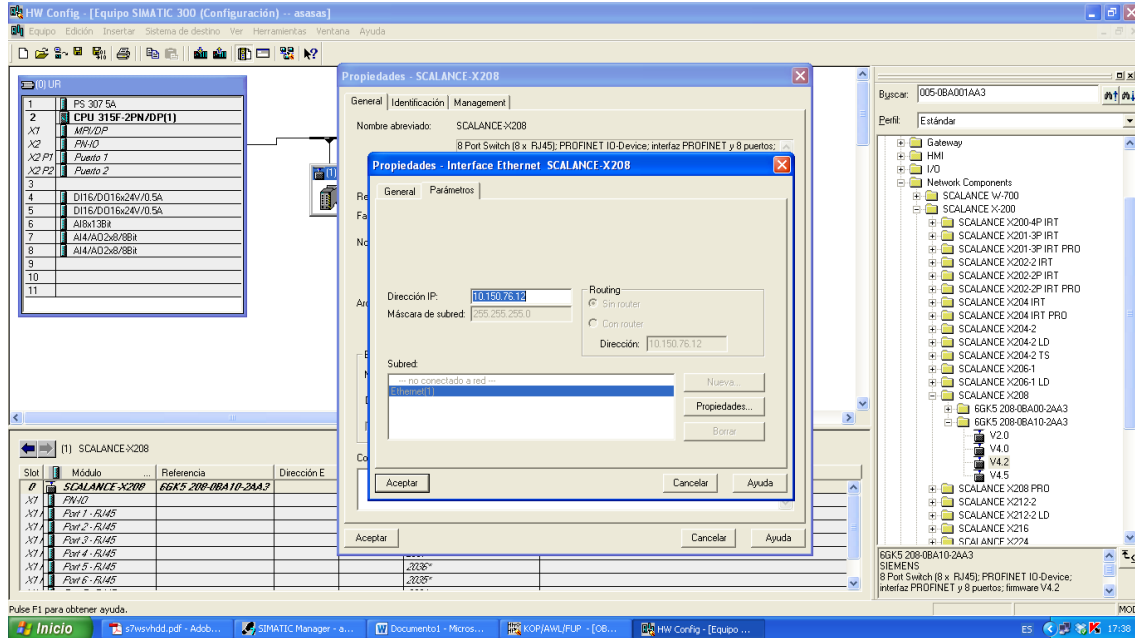 HW Config - [Equipo SIMATIC 300 (Configuración) -- asasas]
Equipo Edición Insertar Sistema de destino Ver Herramientas Ventana Ayuda
(0) UR
1 PS 307 5A
2 CPU 315F-2PN/DP(1)
X1 MPI/DP
X2 PN-IO
X2 P1 Puerto 1
X2 P2 Puerto 2
3
4 DI16/DO16x24V/0.5A
5 DI16/DO16x24V/0.5A
6 AI8x13Bit
7 AI4/AO2x8/8Bit
8 AI4/AO2x8/8Bit
9
10
11
(1)
Propiedades - SCALANCE-X208
General Identificación Management
Nombre abreviado: SCALANCE-X208
8 Port Switch (8 x RJ45); PROFINET IO-Device; interfaz PROFINET y 8 puertos;
Propiedades - Interface Ethernet SCALANCE-X208
General Parámetros
Dirección IP: 10.150.76.12
Máscara de subred: 255.255.255.0
Routing
Sin router
Con router
Dirección: 10.150.76.12
Subred:
--- no conectado a red ---
Ethernet(1)
Nueva...
Propiedades...
Borrar
Aceptar Cancelar Ayuda
Aceptar Cancelar Ayuda
Buscar: 005-0BA001AA3
Perfil: Estándar
Gateway
HMI
I/O
Network Components
SCALANCE W-700
SCALANCE X-200
SCALANCE X200-4P IRT
SCALANCE X201-3P IRT
SCALANCE X201-3P IRT PRO
SCALANCE X202-2 IRT
SCALANCE X202-2P IRT
SCALANCE X202-2P IRT PRO
SCALANCE X204 IRT
SCALANCE X204 IRT PRO
SCALANCE X204-2
SCALANCE X204-2 LD
SCALANCE X204-2 TS
SCALANCE X206-1
SCALANCE X206-1 LD
SCALANCE X208
6GK5 208-0BA00-2AA3
6GK5 208-0BA10-2AA3
V2.0
V4.0
V4.2
V4.5
SCALANCE X208 PRO
SCALANCE X212-2
SCALANCE X212-2 LD
SCALANCE X216
SCALANCE X224
6GK5 208-0BA10-2AA3
SIEMENS
8 Port Switch (8 x RJ45); PROFINET IO-Device;
interfaz PROFINET y 8 puertos; firmware V4.2
(1) SCALANCE-X208
Slot Módulo ... Referencia Dirección E
0 SCALANCE-X208 6GK5 208-0BA10-2AA3
X1 PN-IO
X1 Port 1 - RJ45
X1 Port 2 - RJ45
X1 Port 3 - RJ45
X1 Port 4 - RJ45
X1 Port 5 - RJ45 2036*
X1 Port 6 - RJ45 2035*
Pulse F1 para obtener ayuda.
Inicio s7wsvhdd.pdf - Adob... SIMATIC Manager - a... Documento1 - Micros... KOP/AWL/FUP - [OB... HW Config - [Equipo ... ES 17:38